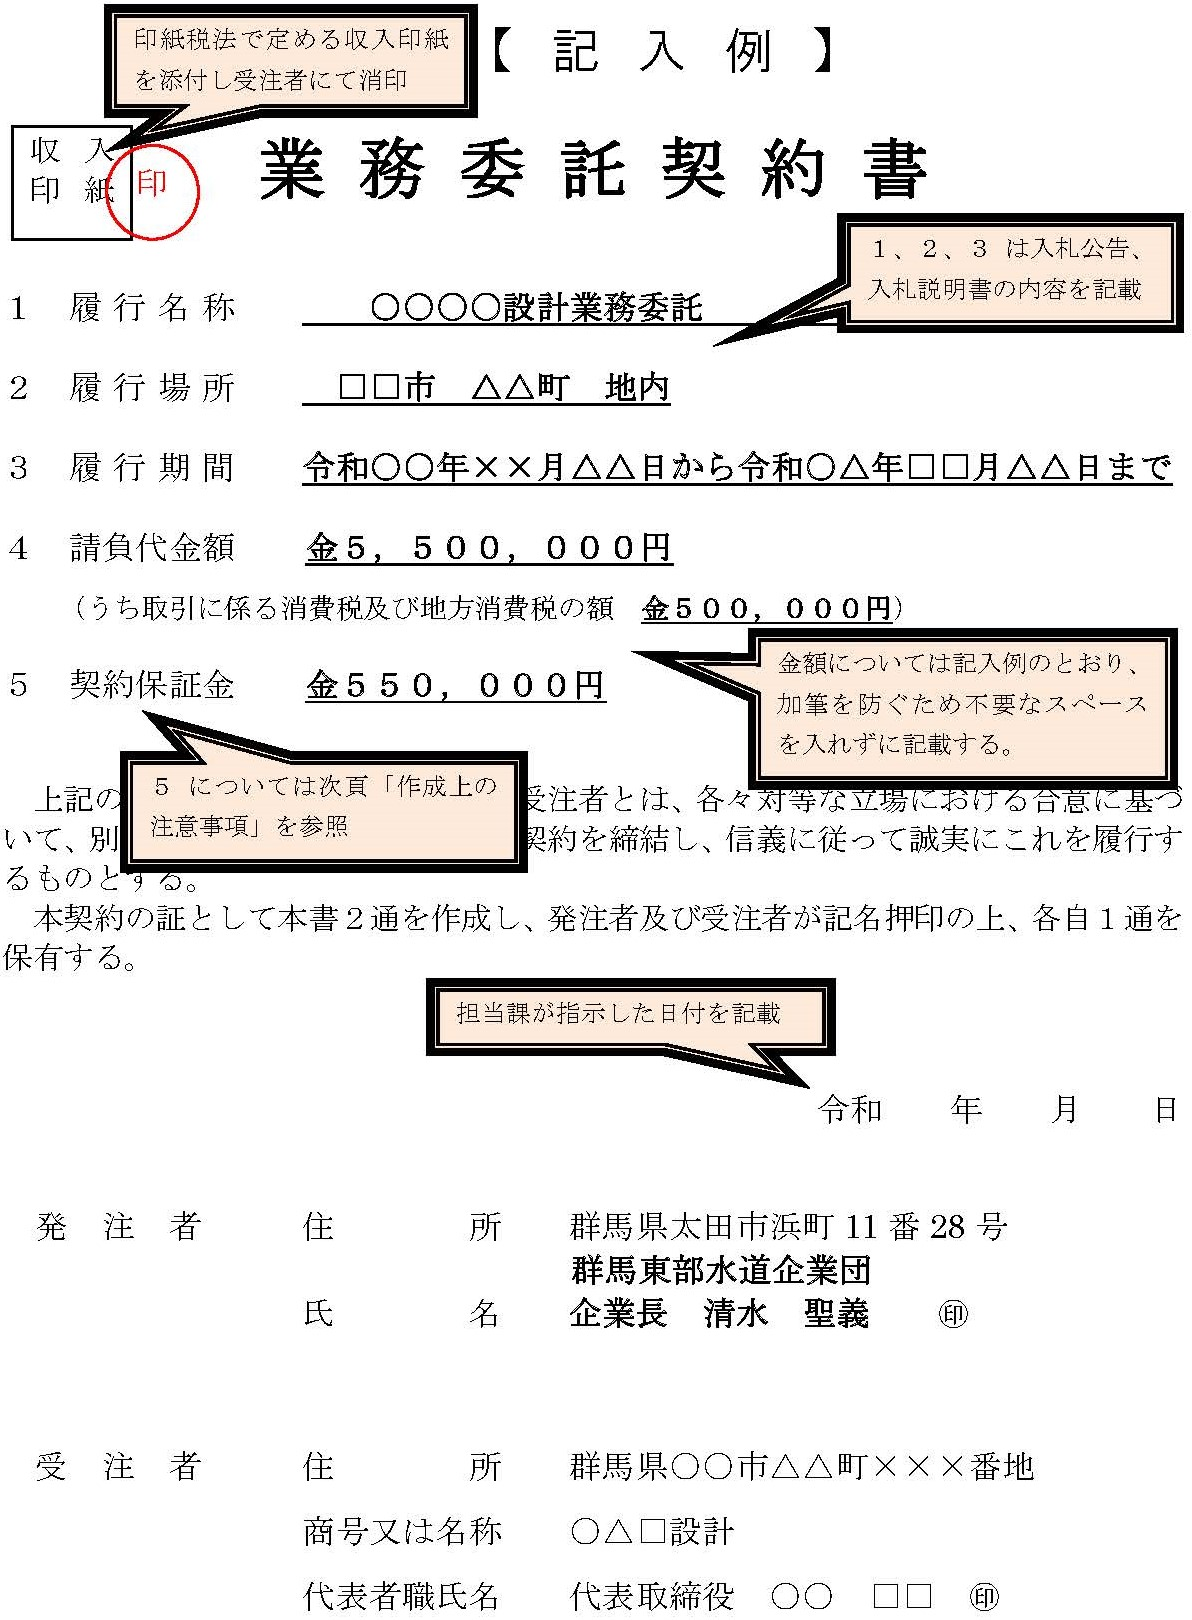 印紙税法で定める収入印紙
を添付し受注者にて消印
【 記 入 例 】
収 入
印 紙
印
業務委託契約書
１、２、３ は入札公告、
入札説明書の内容を記載
１ 履行名称 ○○○○設計業務委託
２ 履行場所 □□市 △△町 地内
３ 履行期間 令和○○年××月△△日から令和○△年□□月△△日まで
４ 請負代金額 金５，５００，０００円
（うち取引に係る消費税及び地方消費税の額 金５００，０００円）
金額については記入例のとおり、
加筆を防ぐため不要なスペース
を入れずに記載する。
５ 契約保証金 金５５０，０００円
５ については次頁「作成上の
注意事項」を参照
上記の 受注者とは、各々対等な立場における合意に基づ
いて、別 契約を締結し、信義に従って誠実にこれを履行す
るものとする。
本契約の証として本書２通を作成し、発注者及び受注者が記名押印の上、各自１通を
保有する。
担当課が指示した日付を記載
令和 年 月 日
発 注 者 住 所 群馬県太田市浜町 11 番 28 号
群馬東部水道企業団
氏 名 企業長 清水 聖義 ㊞
受 注 者 住 所 群馬県○○市△△町×××番地
商号又は名称 ○△□設計
代表者職氏名 代表取締役 ○○ □□ ㊞